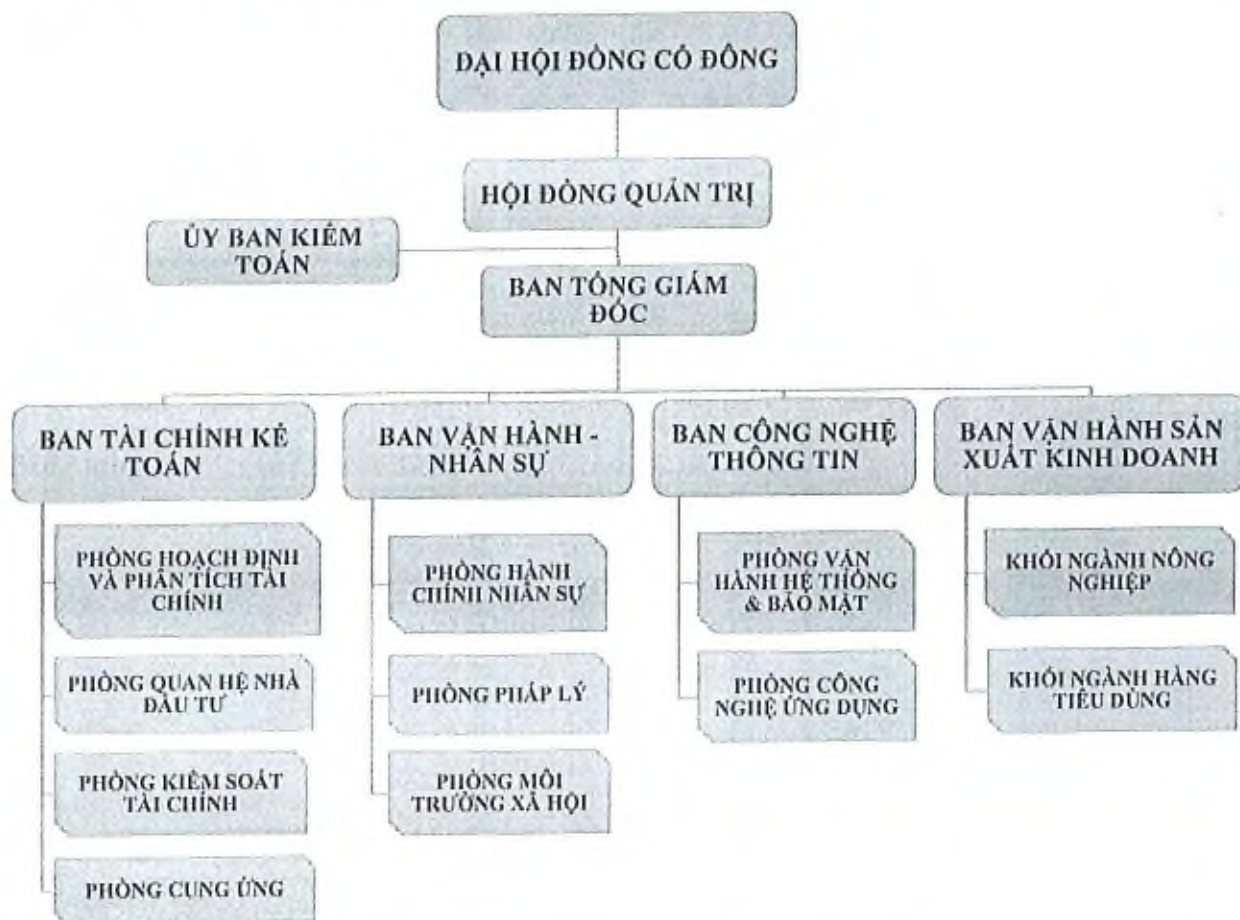 ĐẠI HỘI ĐỒNG CỔ ĐÔNG
HỘI ĐỒNG QUẢN TRỊ
ỦY BAN KIỂM
TOÁN
BAN TỔNG GIÁM
ĐỐC
BAN TÀI CHÍNH KẾ
TOÁN
BAN VẬN HÀNH -
NHÂN SỰ
BAN CÔNG NGHỆ
THÔNG TIN
BAN VẬN HÀNH SẢN
XUẤT KINH DOANH
PHÒNG HOẠCH ĐỊNH
VÀ PHÂN TÍCH TÀI
CHÍNH
PHÒNG QUAN HỆ NHÀ
ĐẦU TƯ
PHÒNG KIỂM SOÁT
TÀI CHÍNH
PHÒNG CUNG ỨNG
PHÒNG HÀNH
CHÍNH NHÂN SỰ
PHÒNG PHÁP LÝ
PHÒNG MÔI
TRƯỜNG XÃ HỘI
PHÒNG VẬN
HÀNH HỆ THỐNG
& BẢO MẬT
PHÒNG CÔNG
NGHỆ ỨNG DỤNG
KHỐI NGÀNH NÔNG
NGHIỆP
KHỐI NGÀNH HÀNG
TIÊU DÙNG